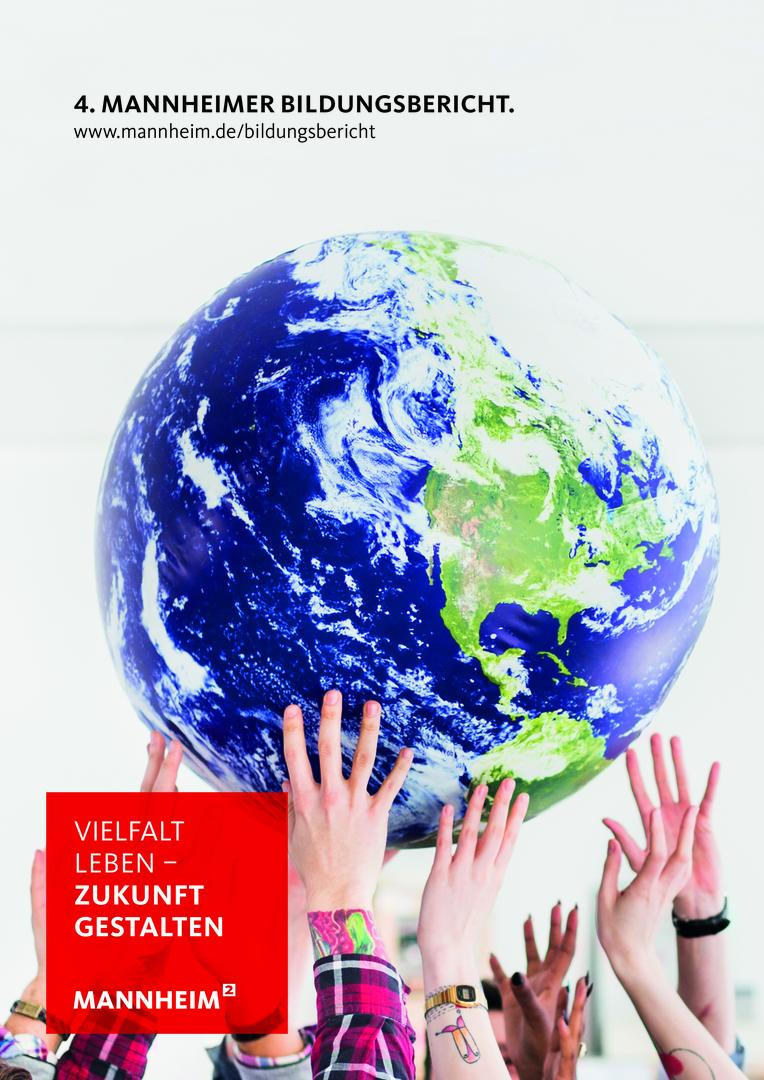 4. MANNHEIMER BILDUNGSBERICHT.
www.mannheim.de/bildungsbericht
VIELFALT
LEBEN –
ZUKUNFT
GESTALTEN
MANNHEIM²